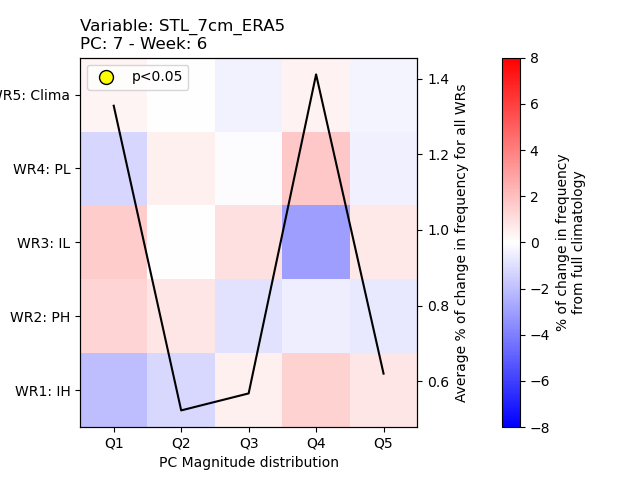 Variable: STL_7cm_ERA5
PC: 7 - Week: 6
p<0.05
WR5: Clima
WR4: PL
WR3: IL
WR2: PH
WR1: IH
Q1 Q2 Q3 Q4 Q5
PC Magnitude distribution
1.4
1.2
1.0
0.8
0.6
Average % of change in frequency for all WRs
8
6
4
2
0
−2
−4
−6
−8
% of change in frequency
from full climatology